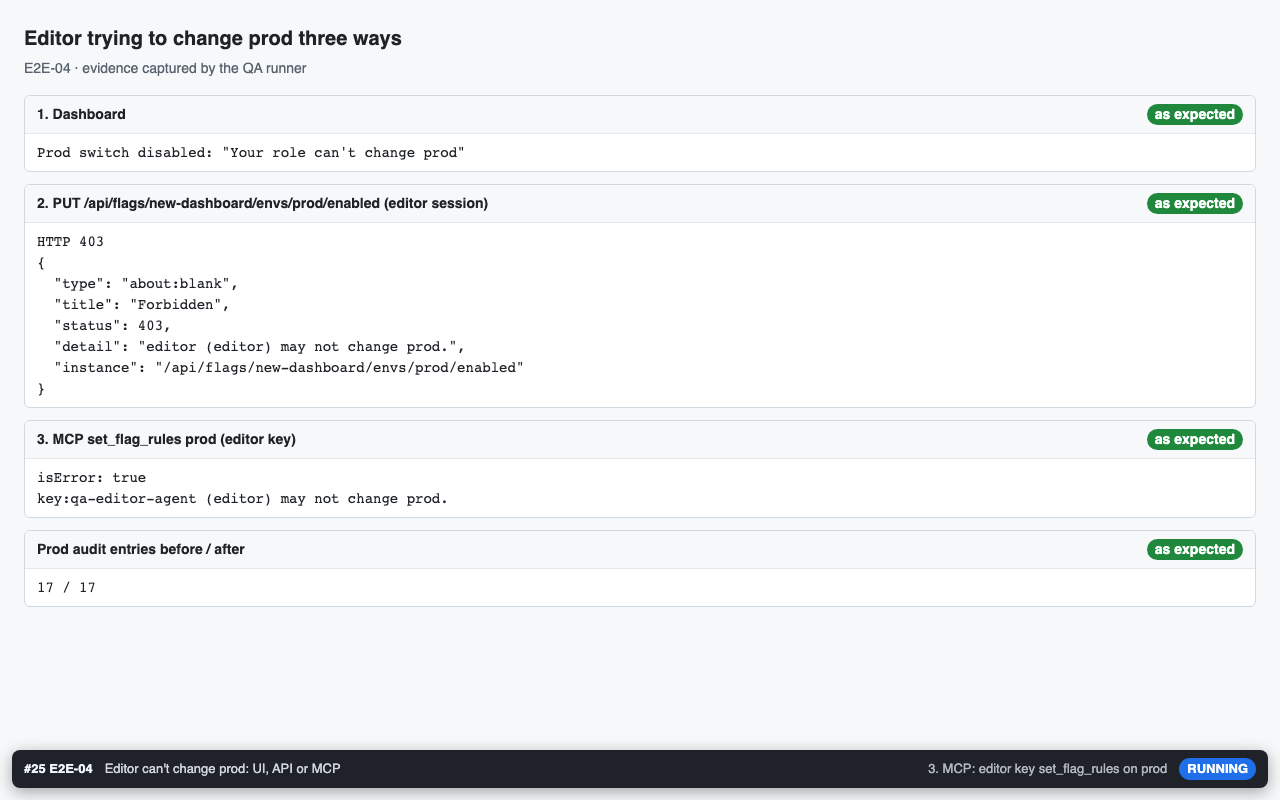 Editor trying to change prod three ways
E2E-04 · evidence captured by the QA runner
1. Dashboard
as expected
Prod switch disabled: "Your role can't change prod"
2. PUT /api/flags/new-dashboard/envs/prod/enabled (editor session)
as expected
HTTP 403
{
  "type": "about:blank",
  "title": "Forbidden",
  "status": 403,
  "detail": "editor (editor) may not change prod.",
  "instance": "/api/flags/new-dashboard/envs/prod/enabled"
}
3. MCP set_flag_rules prod (editor key)
as expected
isError: true
key:qa-editor-agent (editor) may not change prod.
Prod audit entries before / after
as expected
17 / 17
#25 E2E-04 Editor can't change prod: UI, API or MCP
3. MCP: editor key set_flag_rules on prod
RUNNING